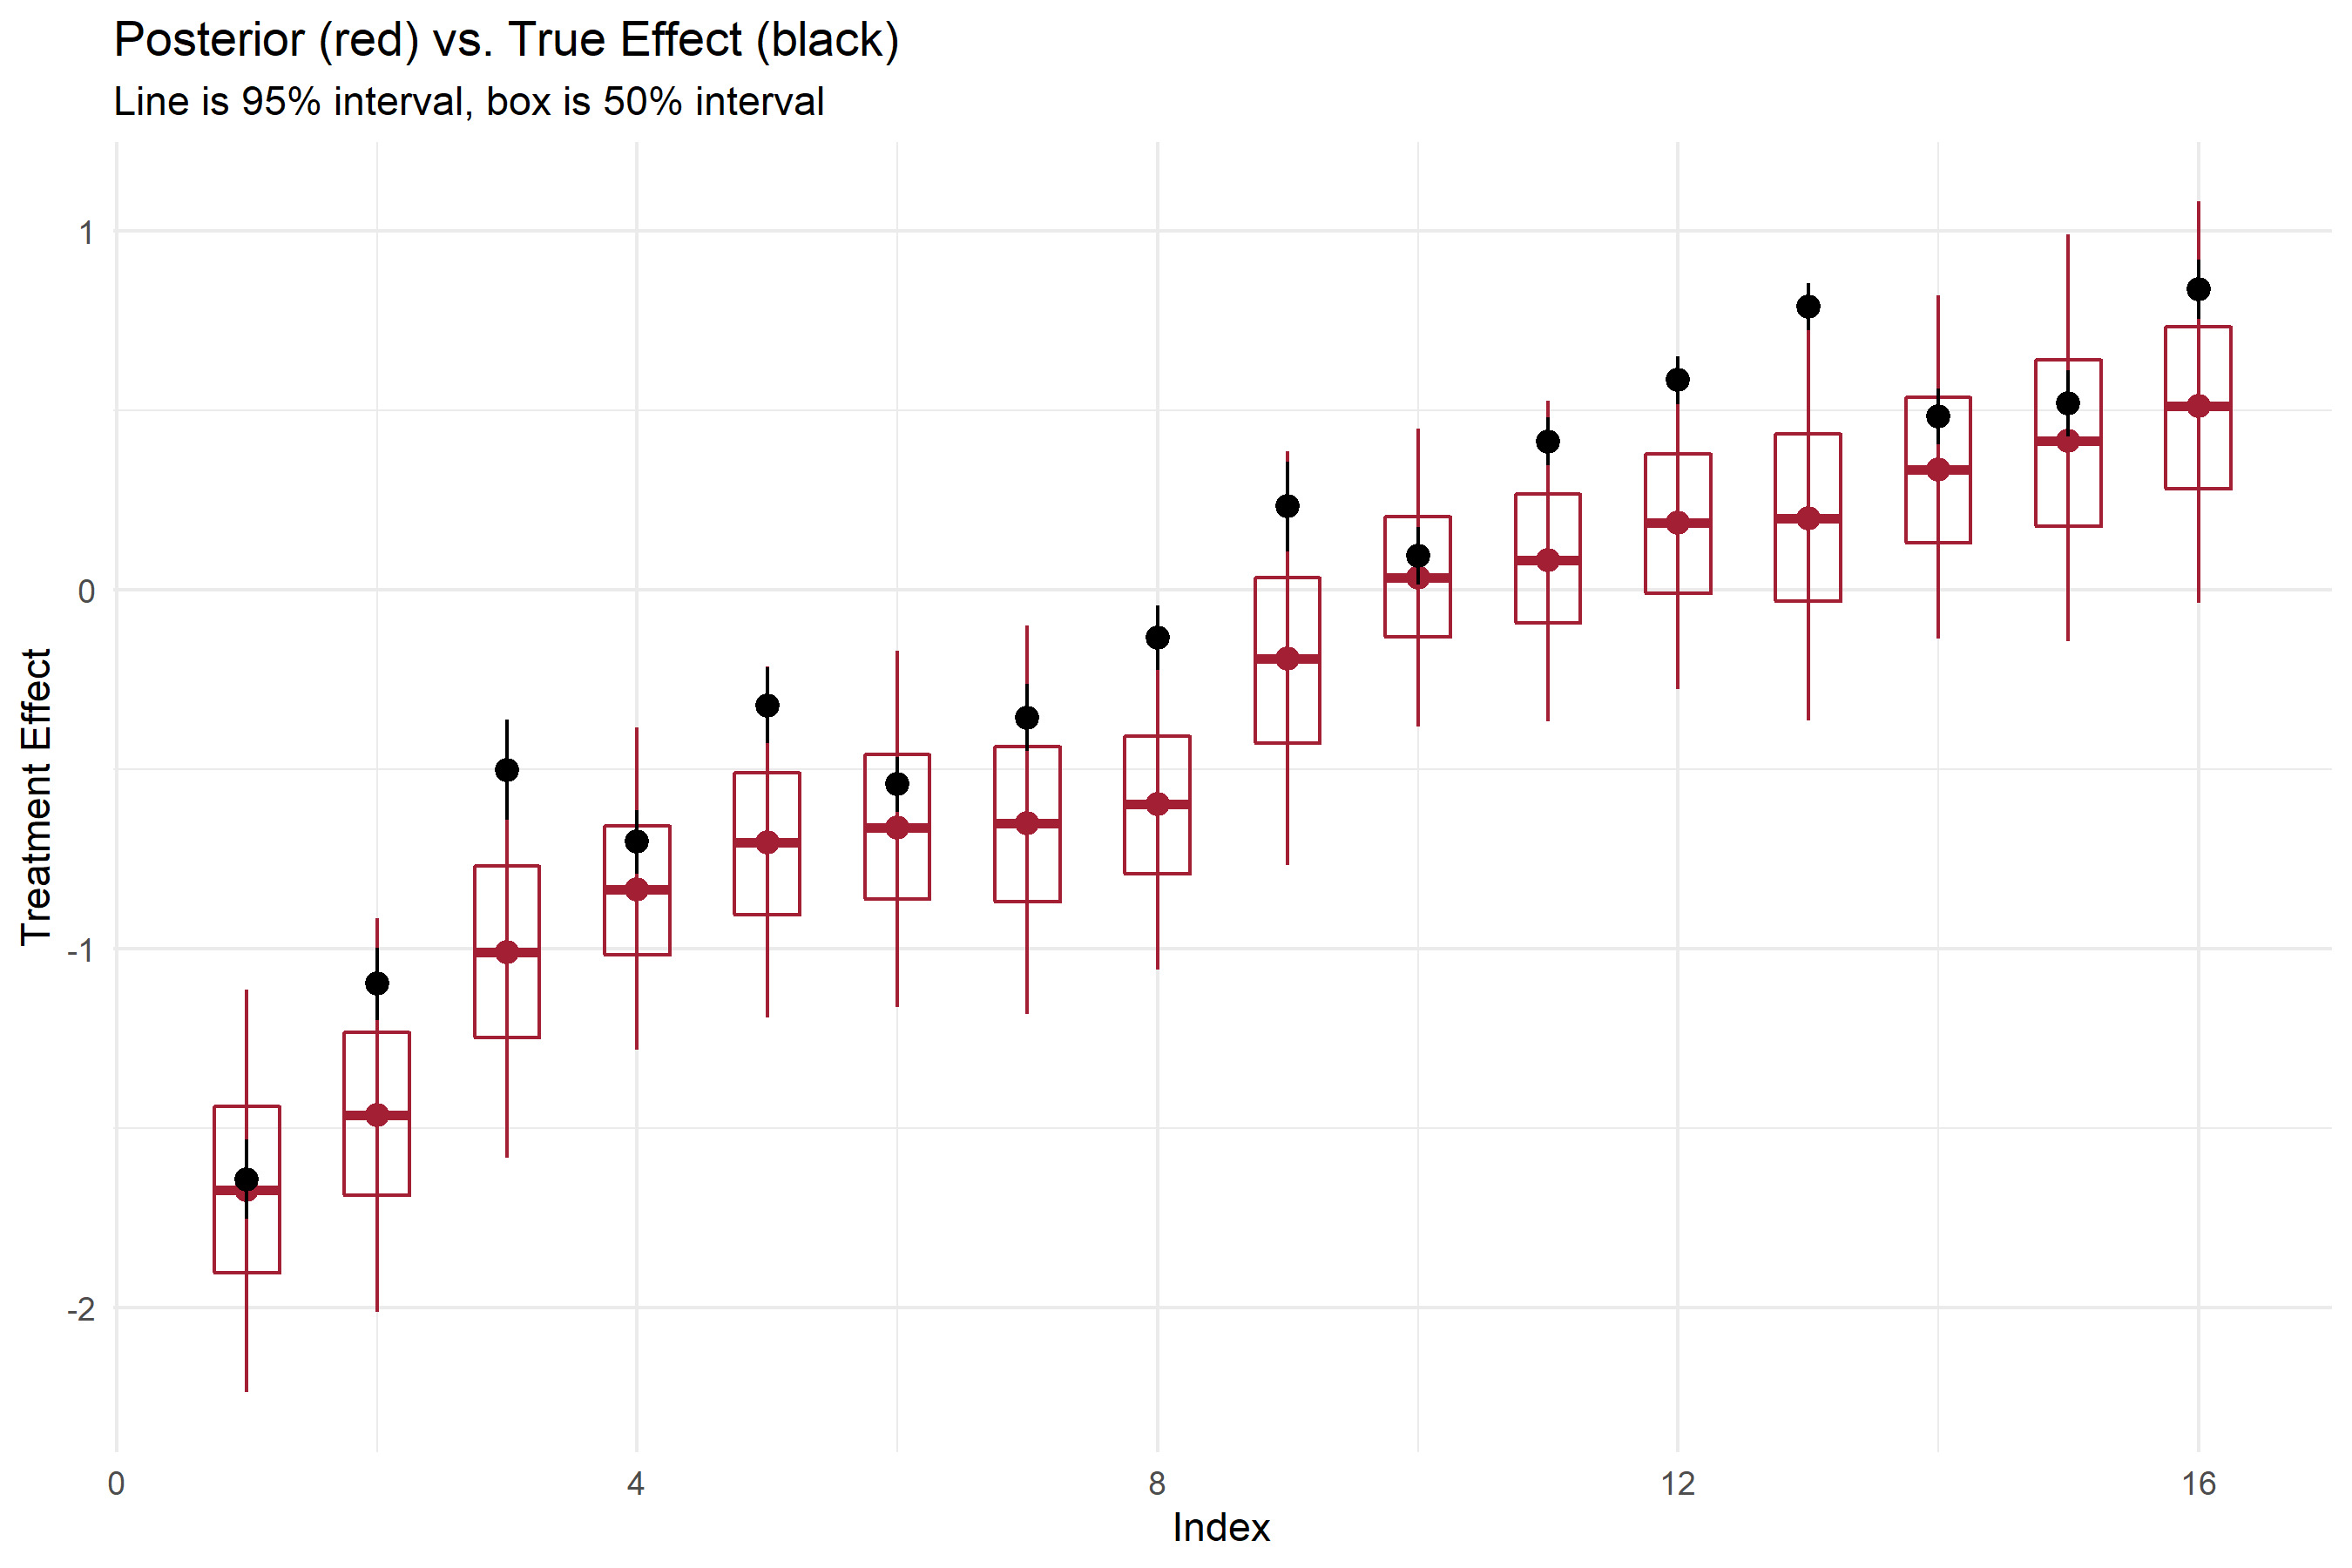 Posterior (red) vs. True Effect (black)
Line is 95% interval, box is 50% interval
1
0
-1
-2
Treatment Effect
0 4 8 12 16
Index